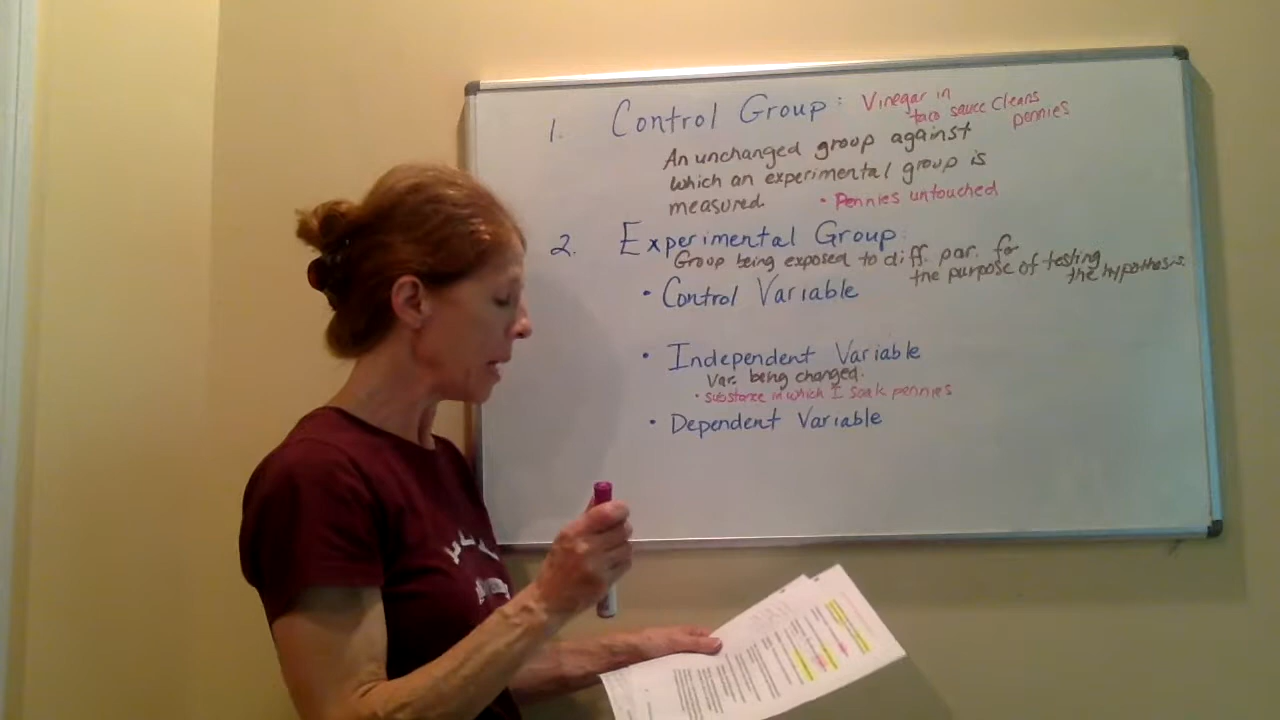 1. Control Group: Vinegar in
taco sauce cleans
pennies
An unchanged group against
which an experimental group is
measured. • Pennies untouched
2. Experimental Group:
Group being exposed to diff. par. for
the purpose of testing
the hypothesis.
• Control Variable
• Independent Variable
Var. being changed.
• substance in which I soak pennies
• Dependent Variable